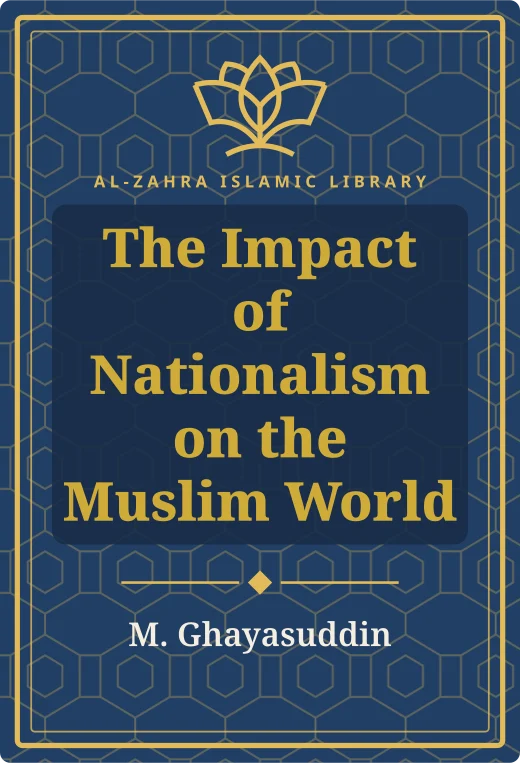 AL-ZAHRA ISLAMIC LIBRARY
The Impact
of
Nationalism
on the
Muslim World
M. Ghayasuddin